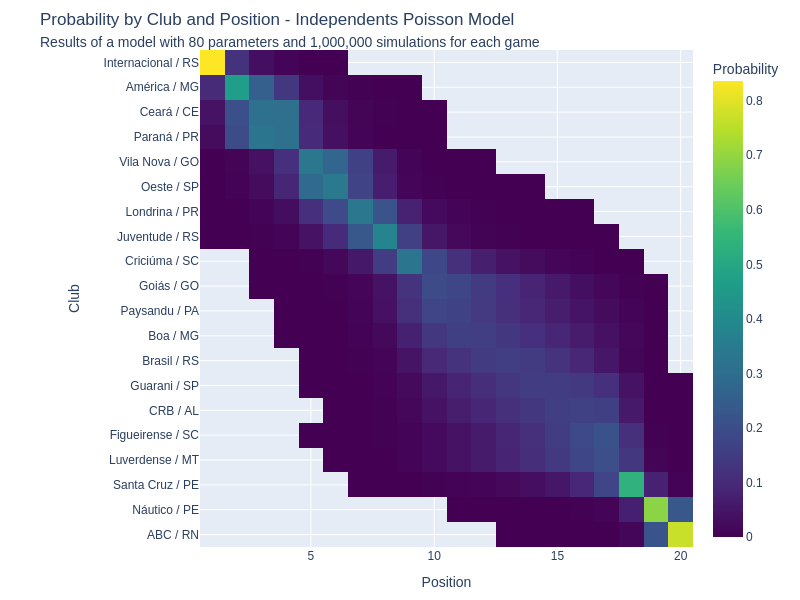 Probability by Club and Position - Independents Poisson Model
Results of a model with 80 parameters and 1,000,000 simulations for each game
Probability
Internacional / RS
América / MG
Ceará / CE
Paraná / PR
Vila Nova / GO
Oeste / SP
Londrina / PR
Juventude / RS
Criciúma / SC
Goiás / GO
Paysandu / PA
Boa / MG
Brasil / RS
Guarani / SP
CRB / AL
Figueirense / SC
Luverdense / MT
Santa Cruz / PE
Náutico / PE
ABC / RN
Club
5
10
15
20
Position
0.8
0.7
0.6
0.5
0.4
0.3
0.2
0.1
0